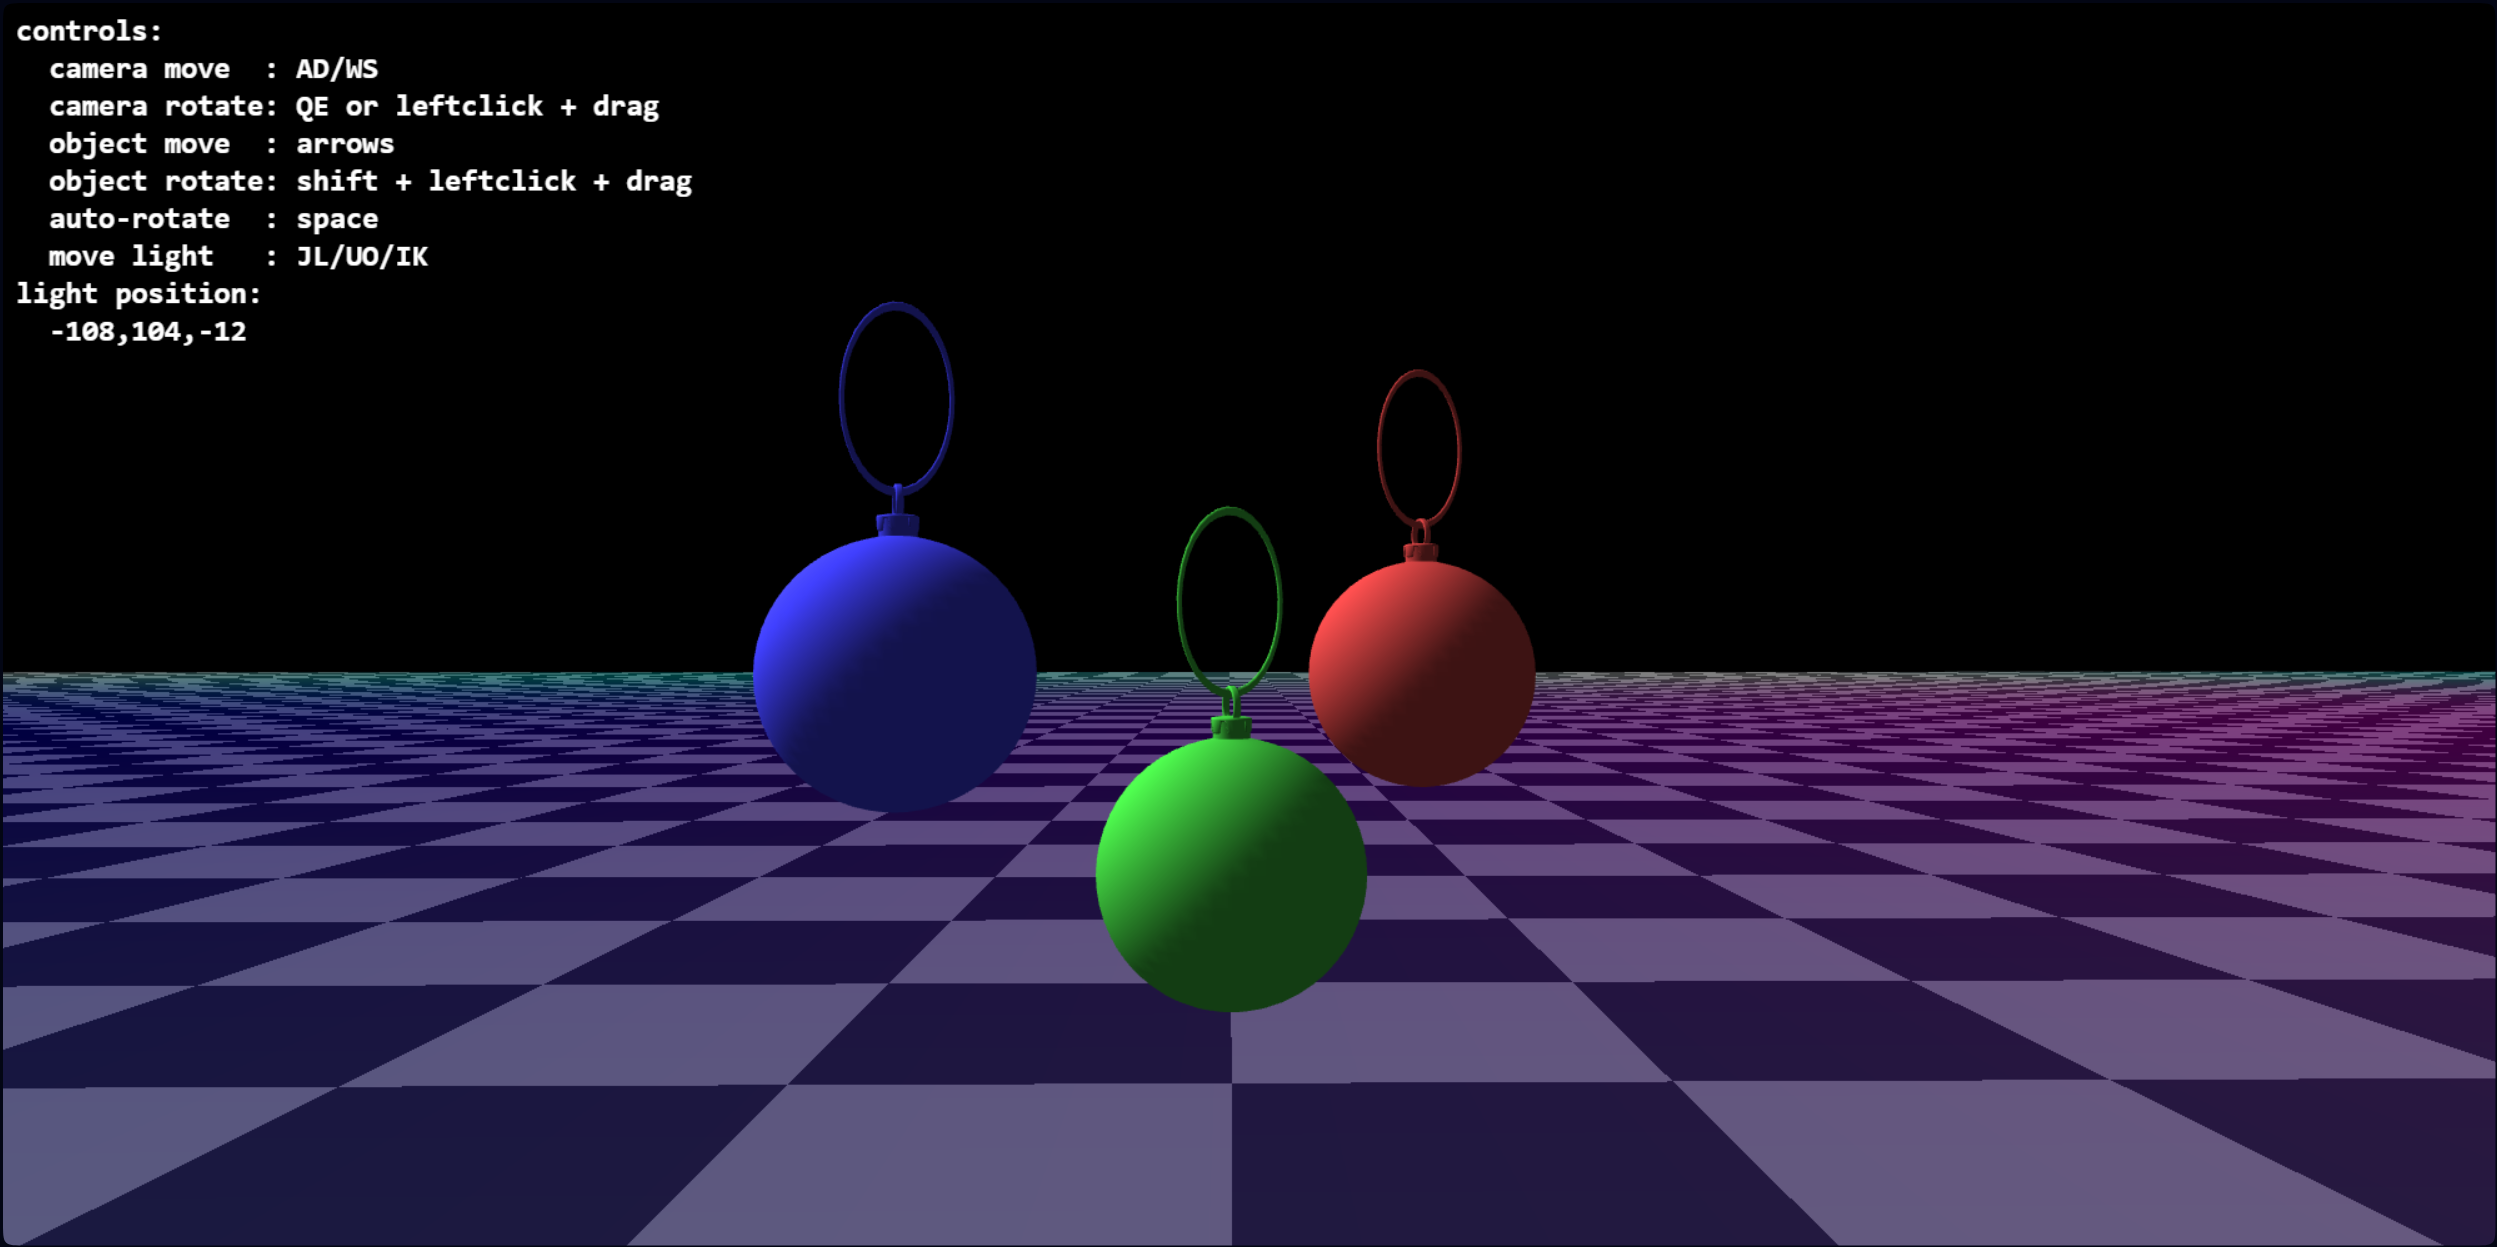 controls:
  camera move  : AD/WS
  camera rotate: QE or leftclick + drag
  object move  : arrows
  object rotate: shift + leftclick + drag
  auto-rotate  : space
  move light   : JL/UO/IK
light position:
  -108,104,-12